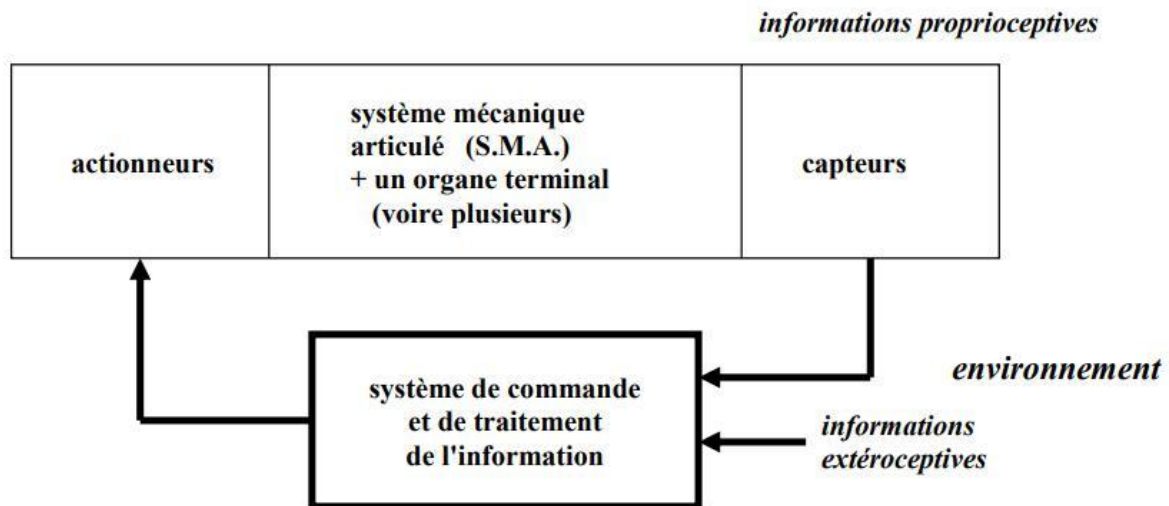 informations proprioceptives
actionneurs
système mécanique
articulé (S.M.A.)
+ un organe terminal
(voire plusieurs)
capteurs
système de commande
et de traitement
de l'information
environnement
informations
extéroceptives